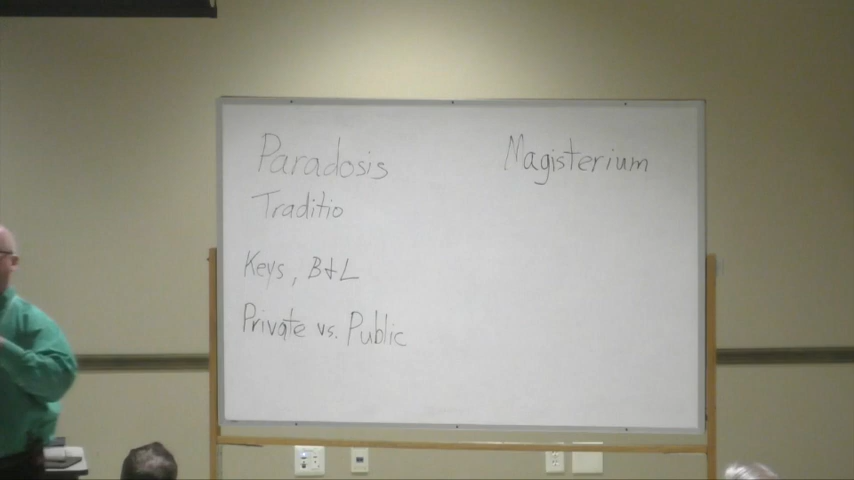 Paradosis
Magisterium
Traditio
Keys, B+L
Private vs. Public